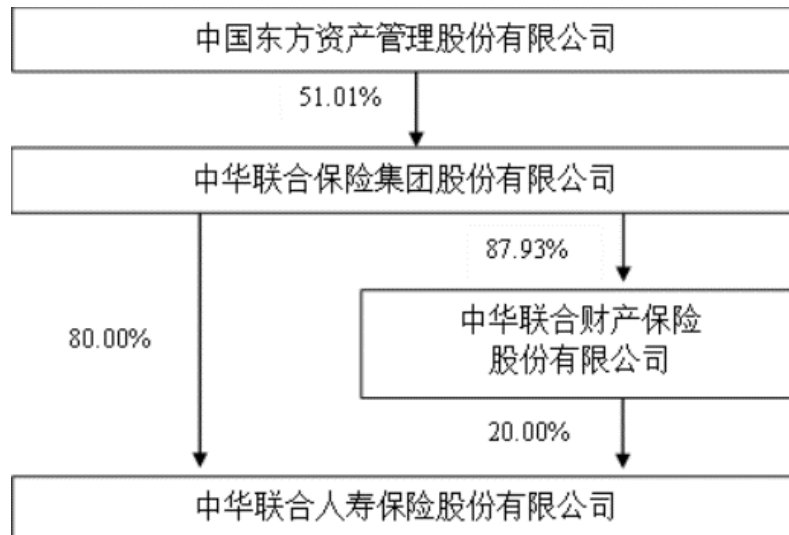 中国东方资产管理股份有限公司
51.01%
中华联合保险集团股份有限公司
87.93%
80.00%
中华联合财产保险
股份有限公司
20.00%
中华联合人寿保险股份有限公司